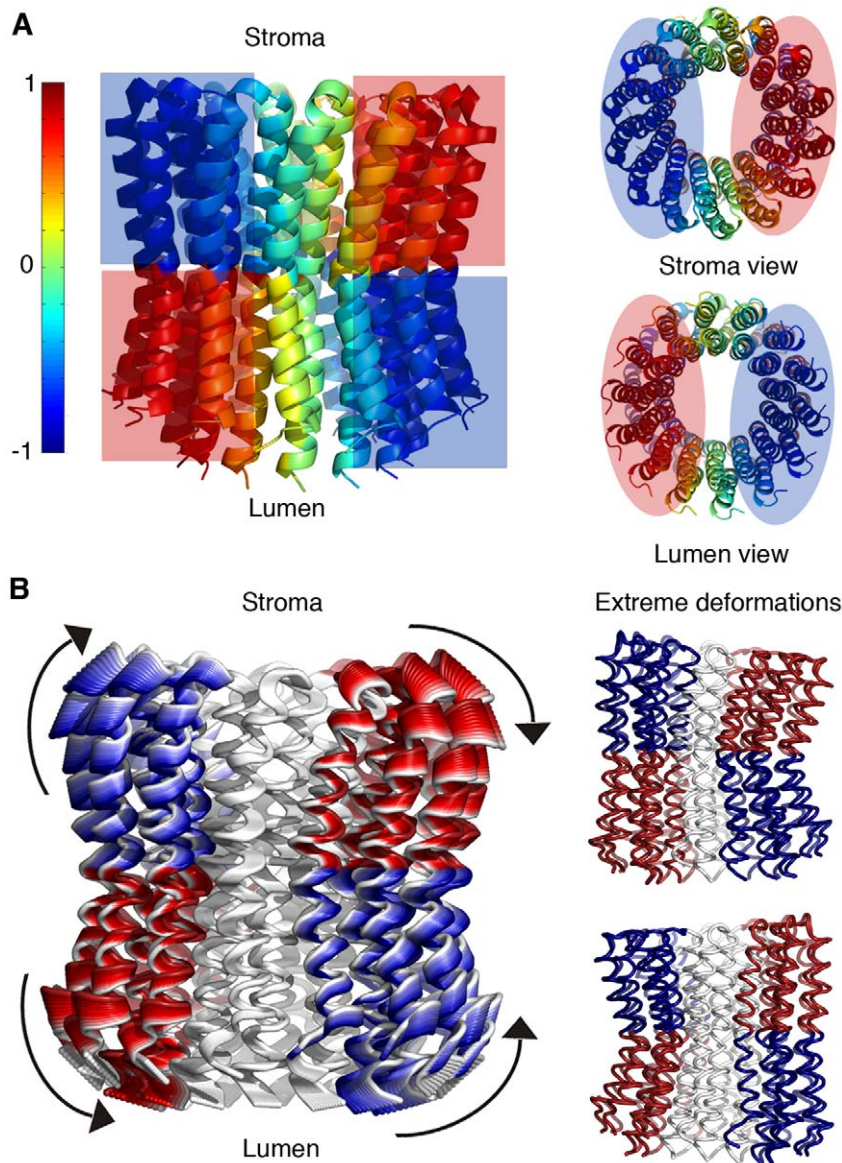 A
Stroma
1
0
-1
Lumen
Stroma view
Lumen view
B
Stroma
Extreme deformations
Lumen